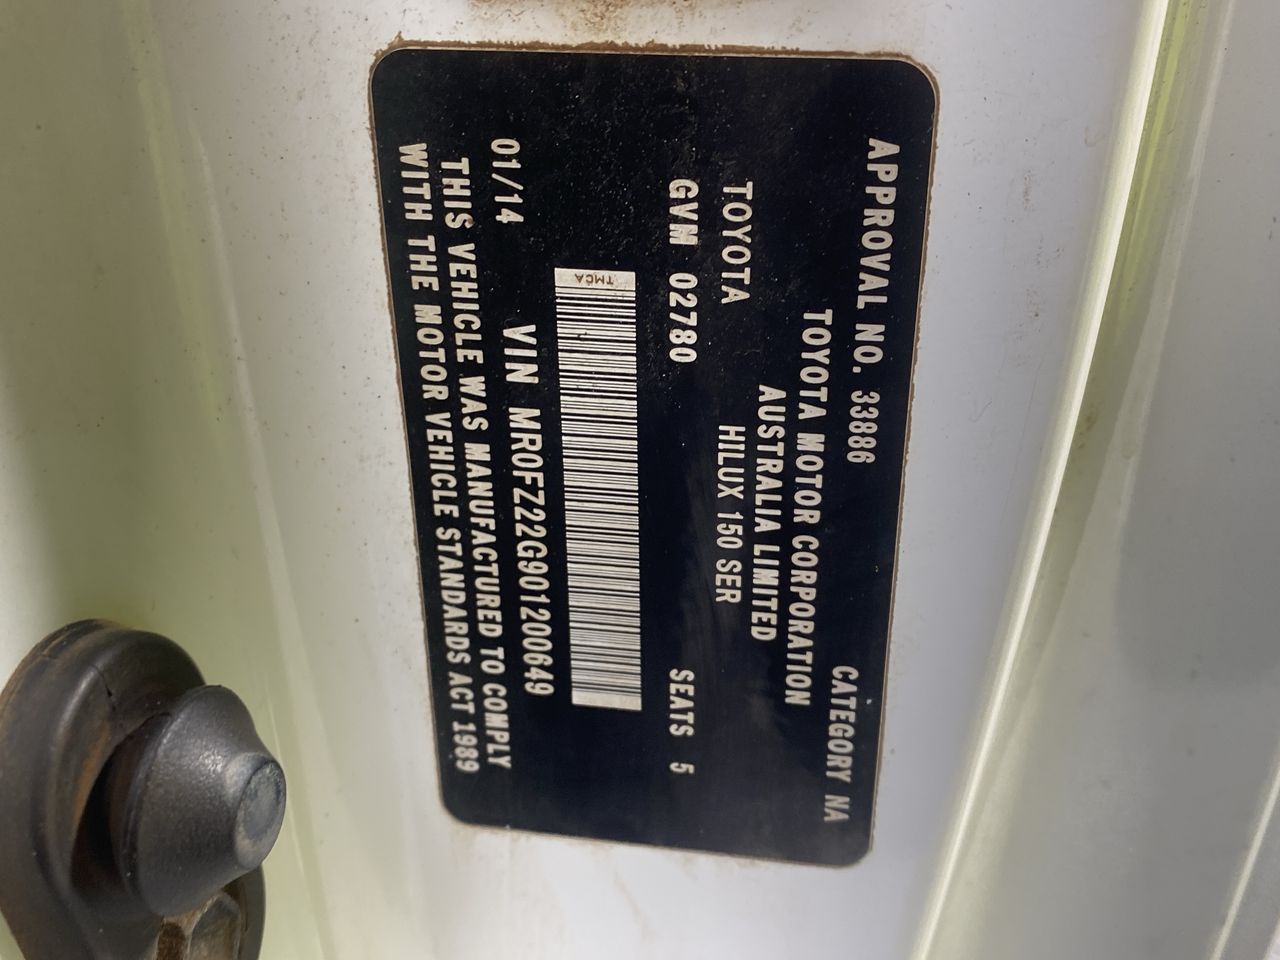 APPROVAL NO. 33886 CATEGORY NA
TOYOTA MOTOR CORPORATION
AUSTRALIA LIMITED
TOYOTA HILUX 150 SER
GVM 02780 SEATS 5
TMCA
01/14 VIN MR0FZ22G901200649
THIS VEHICLE WAS MANUFACTURED TO COMPLY
WITH THE MOTOR VEHICLE STANDARDS ACT 1989